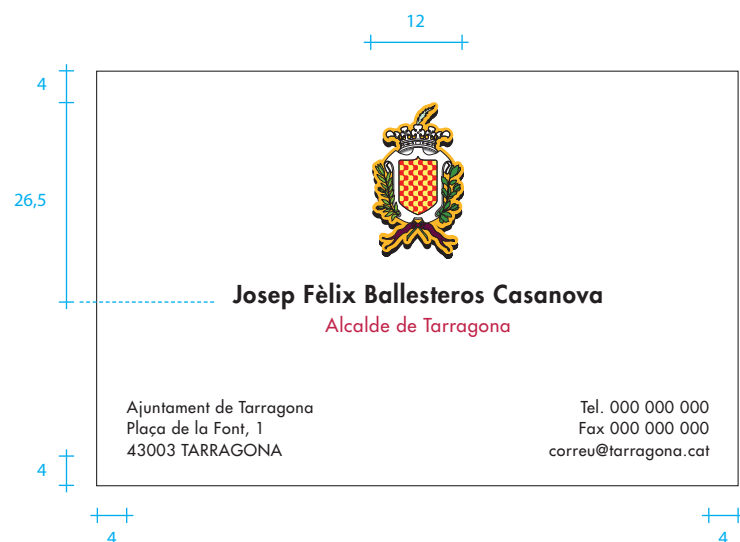 12
4
26,5
Josep Fèlix Ballesteros Casanova
Alcalde de Tarragona
Ajuntament de Tarragona
Plaça de la Font, 1
43003 TARRAGONA
Tel. 000 000 000
Fax 000 000 000
correu@tarragona.cat
4
4
4